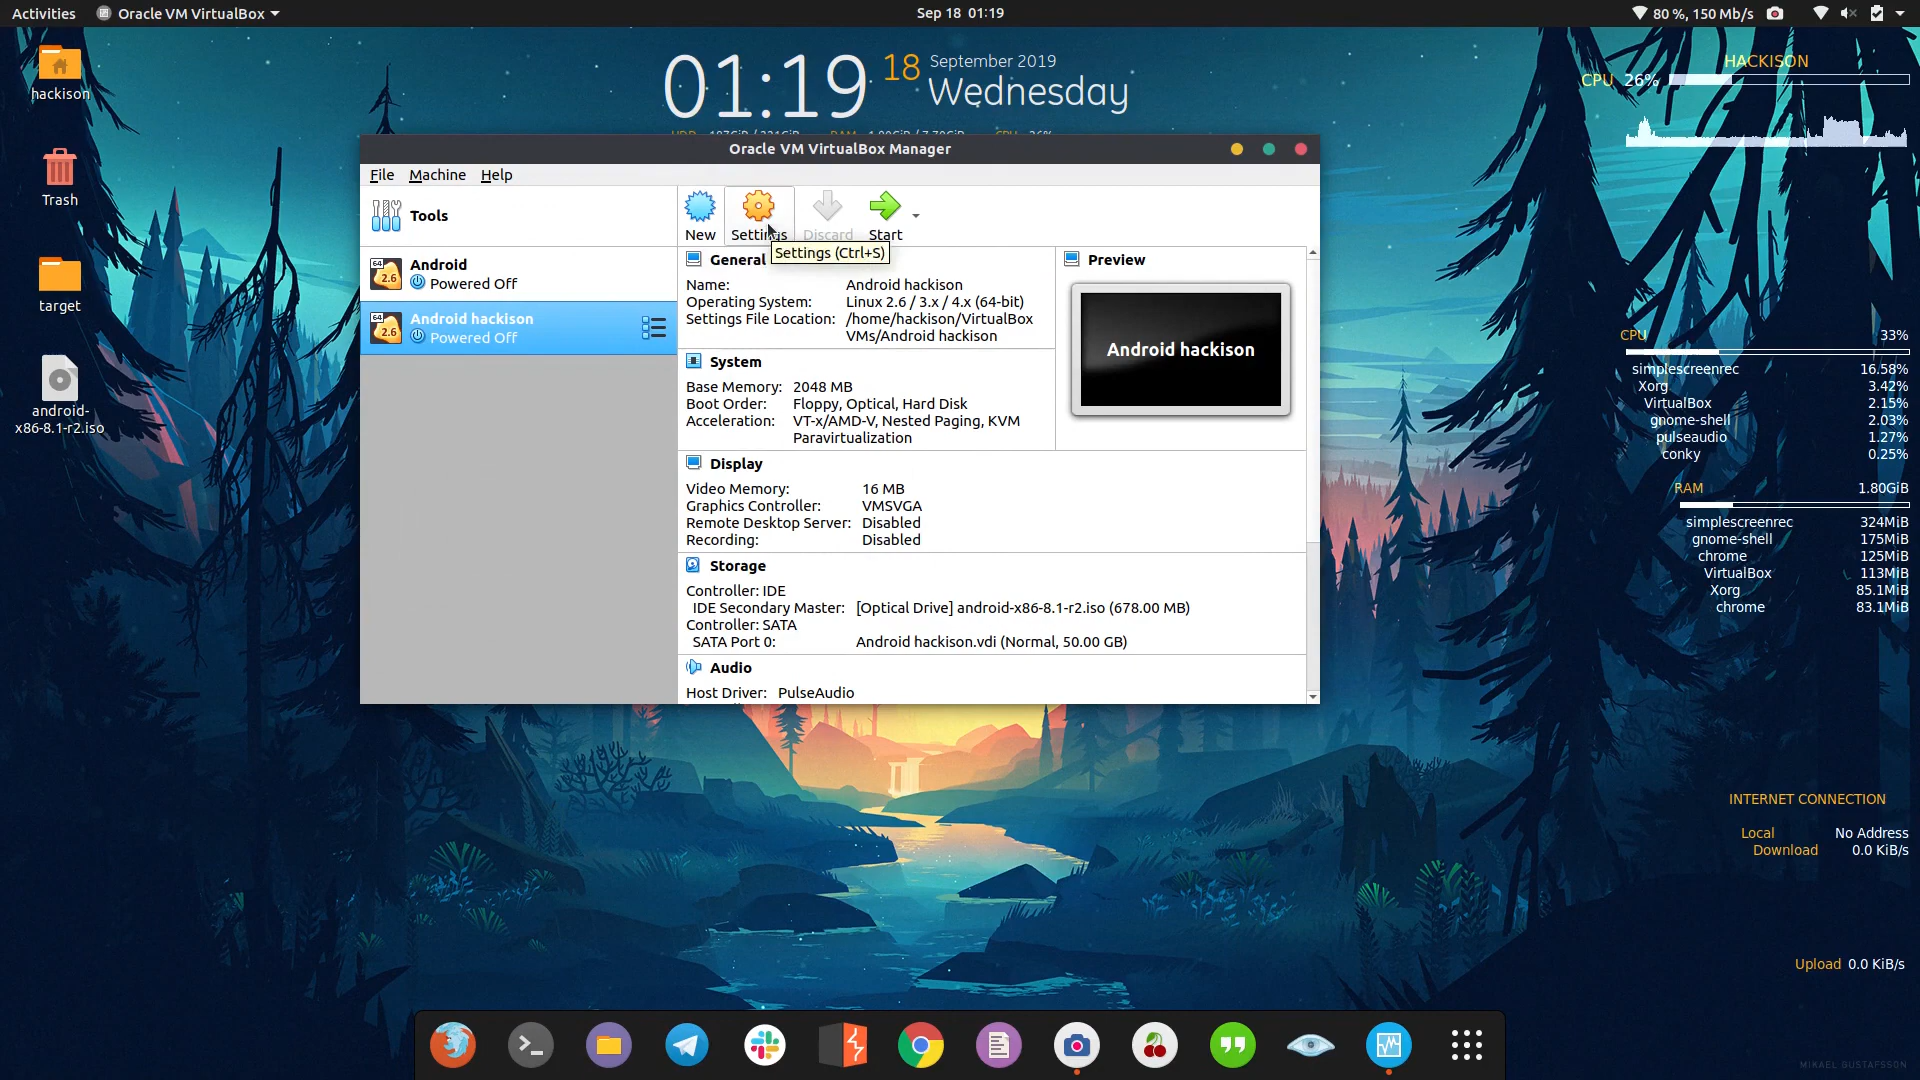 Activities
Oracle VM VirtualBox
Sep 18 01:19
80 %, 150 Mb/s
hackison
Trash
target
android-
x86-8.1-r2.iso
01:19
18
September 2019
Wednesday
HACKISON
CPU 26%
Oracle VM VirtualBox Manager
File Machine Help
Tools
New
Settings
Discard
Start
Settings (Ctrl+S)
64
2.6
Android
Powered Off
64
2.6
Android hackison
Powered Off
General
Name: Android hackison
Operating System: Linux 2.6 / 3.x / 4.x (64-bit)
Settings File Location: /home/hackison/VirtualBox
VMs/Android hackison
Preview
Android hackison
System
Base Memory: 2048 MB
Boot Order: Floppy, Optical, Hard Disk
Acceleration: VT-x/AMD-V, Nested Paging, KVM
Paravirtualization
Display
Video Memory: 16 MB
Graphics Controller: VMSVGA
Remote Desktop Server: Disabled
Recording: Disabled
Storage
Controller: IDE
IDE Secondary Master: [Optical Drive] android-x86-8.1-r2.iso (678.00 MB)
Controller: SATA
SATA Port 0: Android hackison.vdi (Normal, 50.00 GB)
Audio
Host Driver: PulseAudio
CPU 33%
simplescreenrec 16.58%
Xorg 3.42%
VirtualBox 2.15%
gnome-shell 2.03%
pulseaudio 1.27%
conky 0.25%
RAM 1.80GiB
simplescreenrec 324MiB
gnome-shell 175MiB
chrome 125MiB
VirtualBox 113MiB
Xorg 85.1MiB
chrome 83.1MiB
INTERNET CONNECTION
Local No Address
Download 0.0 KiB/s
Upload 0.0 KiB/s
MIKAEL GUSTAFSSON